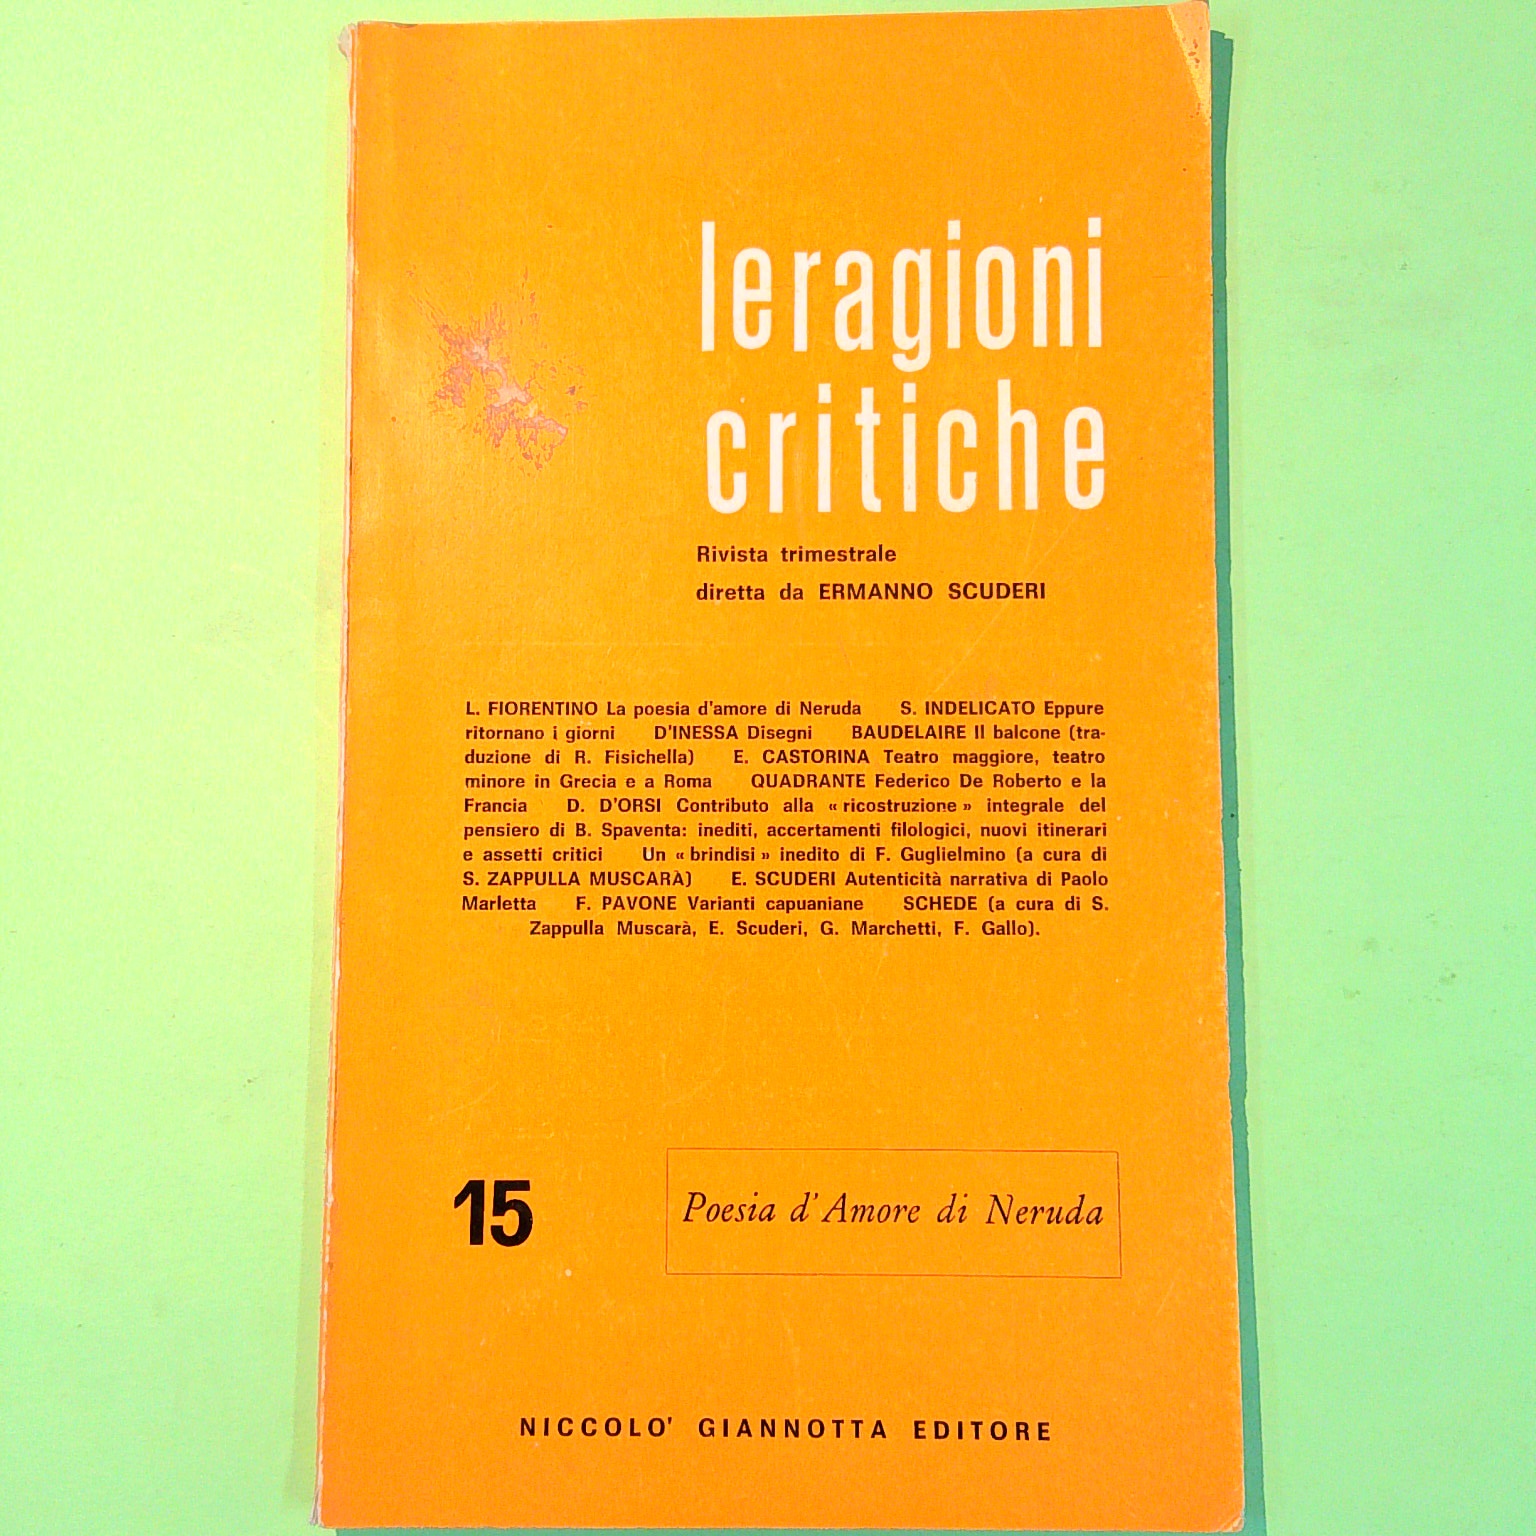 leragioni
critiche
Rivista trimestrale
diretta da ERMANNO SCUDERI
L. FIORENTINO La poesia d'amore di Neruda S. INDELICATO Eppure
ritornano i giorni D'INESSA Disegni BAUDELAIRE Il balcone (tra-
duzione di R. Fisichella) E. CASTORINA Teatro maggiore, teatro
minore in Grecia e a Roma QUADRANTE Federico De Roberto e la
Francia D. D'ORSI Contributo alla « ricostruzione » integrale del
pensiero di B. Spaventa: inediti, accertamenti filologici, nuovi itinerari
e assetti critici Un « brindisi » inedito di F. Guglielmino (a cura di
S. ZAPPULLA MUSCARÀ) E. SCUDERI Autenticità narrativa di Paolo
Marletta F. PAVONE Varianti capuaniane SCHEDE (a cura di S.
Zappulla Muscarà, E. Scuderi, G. Marchetti, F. Gallo).
15
Poesia d'Amore di Neruda
NICCOLO' GIANNOTTA EDITORE